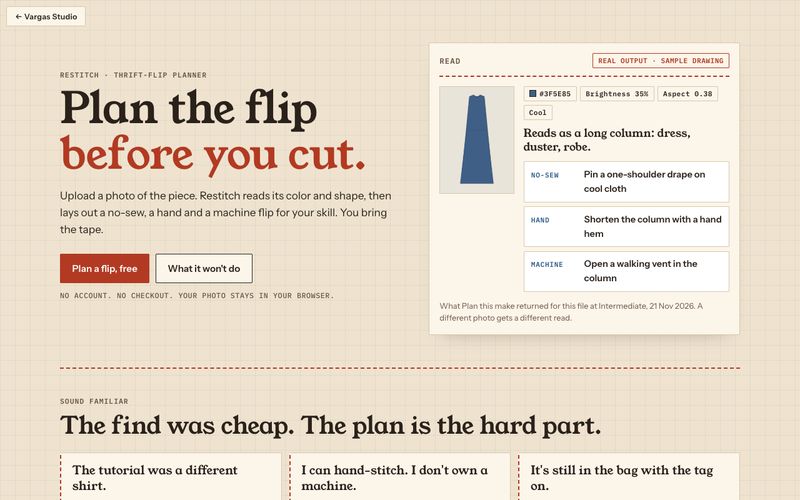 ← Vargas Studio
RESTITCH · THRIFT-FLIP PLANNER
Plan the flip
before you cut.
Upload a photo of the piece. Restitch reads its color and shape, then
lays out a no-sew, a hand and a machine flip for your skill. You bring
the tape.
Plan a flip, free
What it won't do
NO ACCOUNT. NO CHECKOUT. YOUR PHOTO STAYS IN YOUR BROWSER.
READ
REAL OUTPUT · SAMPLE DRAWING
#3F5E85
Brightness 35%
Aspect 0.38
Cool
Reads as a long column: dress,
duster, robe.
NO-SEW
Pin a one-shoulder drape on
cool cloth
HAND
Shorten the column with a hand
hem
MACHINE
Open a walking vent in the
column
What Plan this make returned for this file at Intermediate, 21 Nov 2026. A
different photo gets a different read.
SOUND FAMILIAR
The find was cheap. The plan is the hard part.
The tutorial was a different
shirt.
I can hand-stitch. I don't own a
machine.
It's still in the bag with the tag
on.